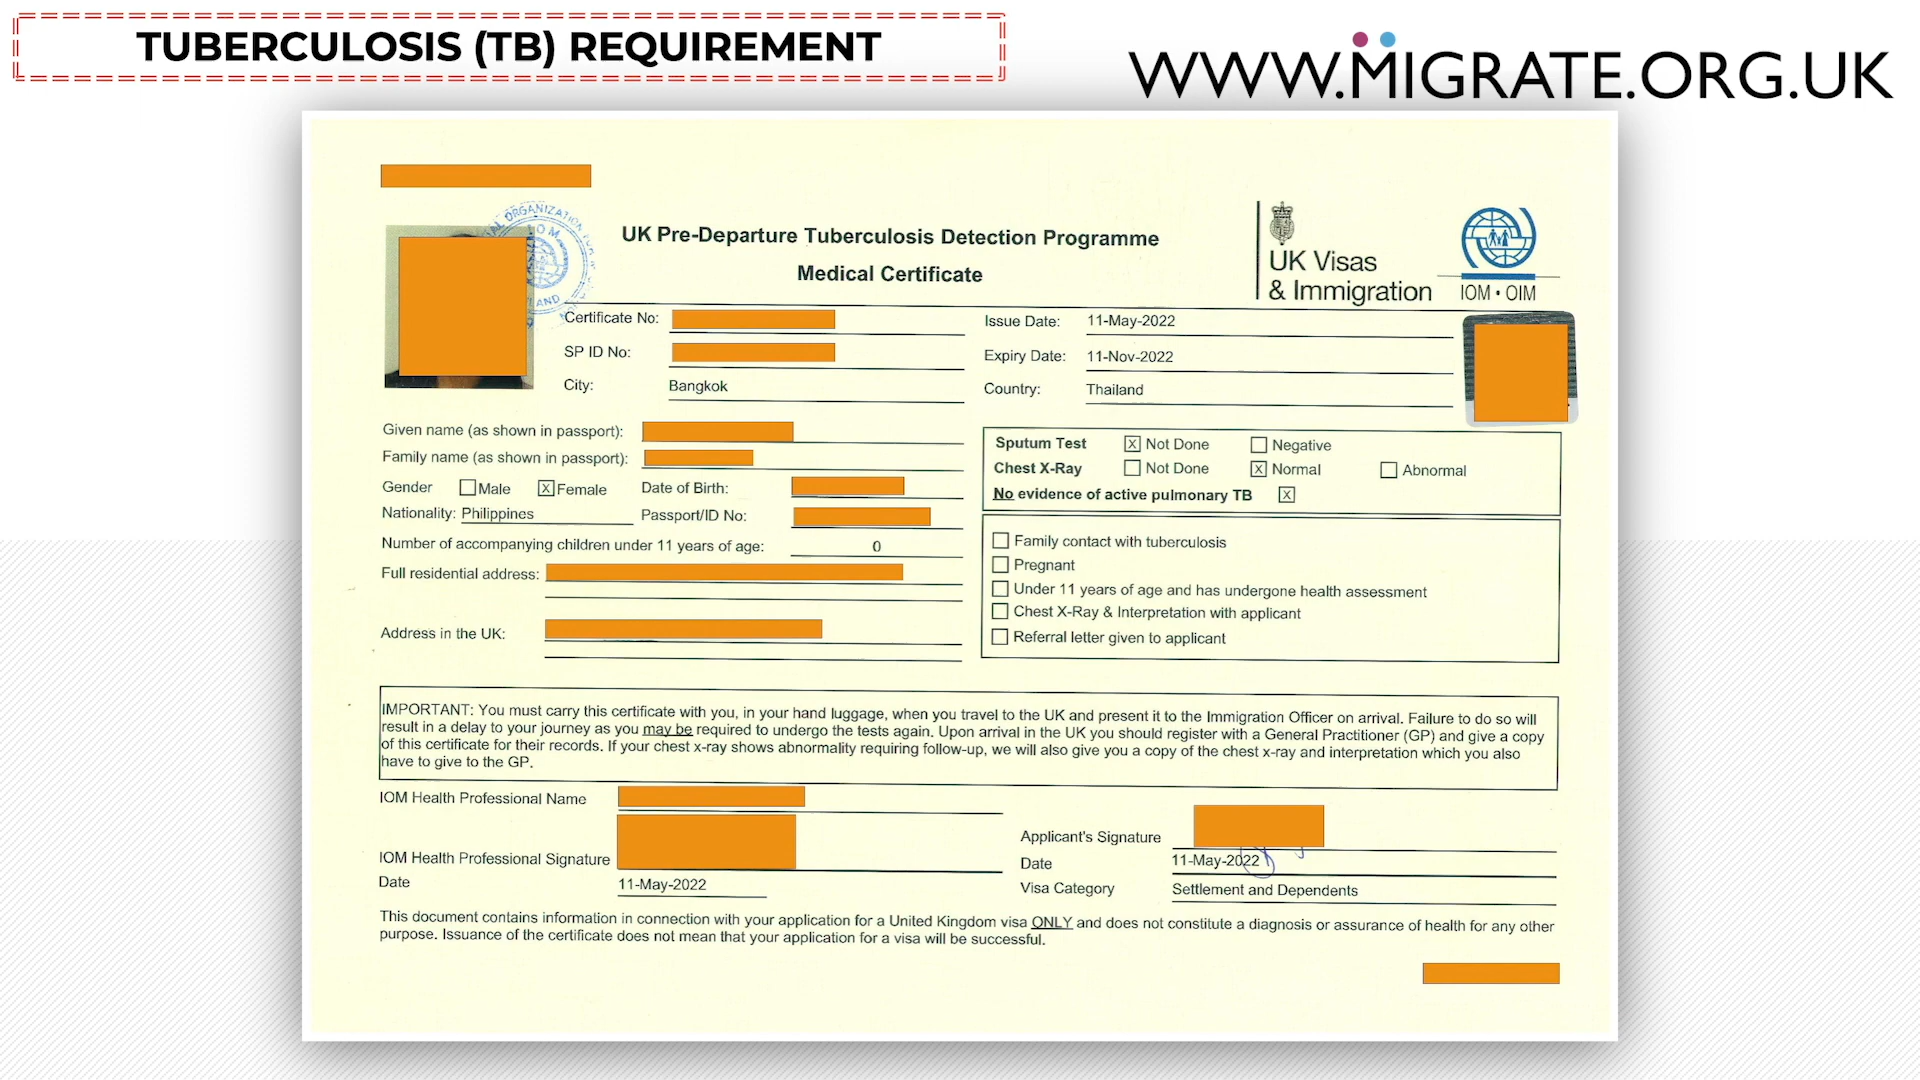 TUBERCULOSIS (TB) REQUIREMENT
WWW.MIGRATE.ORG.UK
UK Pre-Departure Tuberculosis Detection Programme
Medical Certificate
UK Visas
& Immigration
IOM • OIM
ORGANIZATION
IOM
Certificate No:
SP ID No:
City: Bangkok
Issue Date: 11-May-2022
Expiry Date: 11-Nov-2022
Country: Thailand
Given name (as shown in passport):
Family name (as shown in passport):
Gender Male X Female Date of Birth:
Nationality: Philippines Passport/ID No:
Number of accompanying children under 11 years of age: 0
Full residential address:
Address in the UK:
Sputum Test X Not Done Negative
Chest X-Ray Not Done X Normal Abnormal
No evidence of active pulmonary TB X
Family contact with tuberculosis
Pregnant
Under 11 years of age and has undergone health assessment
Chest X-Ray & Interpretation with applicant
Referral letter given to applicant
IMPORTANT: You must carry this certificate with you, in your hand luggage, when you travel to the UK and present it to the Immigration Officer on arrival. Failure to do so will
result in a delay to your journey as you may be required to undergo the tests again. Upon arrival in the UK you should register with a General Practitioner (GP) and give a copy
of this certificate for their records. If your chest x-ray shows abnormality requiring follow-up, we will also give you a copy of the chest x-ray and interpretation which you also
have to give to the GP.
IOM Health Professional Name
IOM Health Professional Signature
Date 11-May-2022
Applicant's Signature
Date 11-May-2022
Visa Category Settlement and Dependents
This document contains information in connection with your application for a United Kingdom visa ONLY and does not constitute a diagnosis or assurance of health for any other
purpose. Issuance of the certificate does not mean that your application for a visa will be successful.